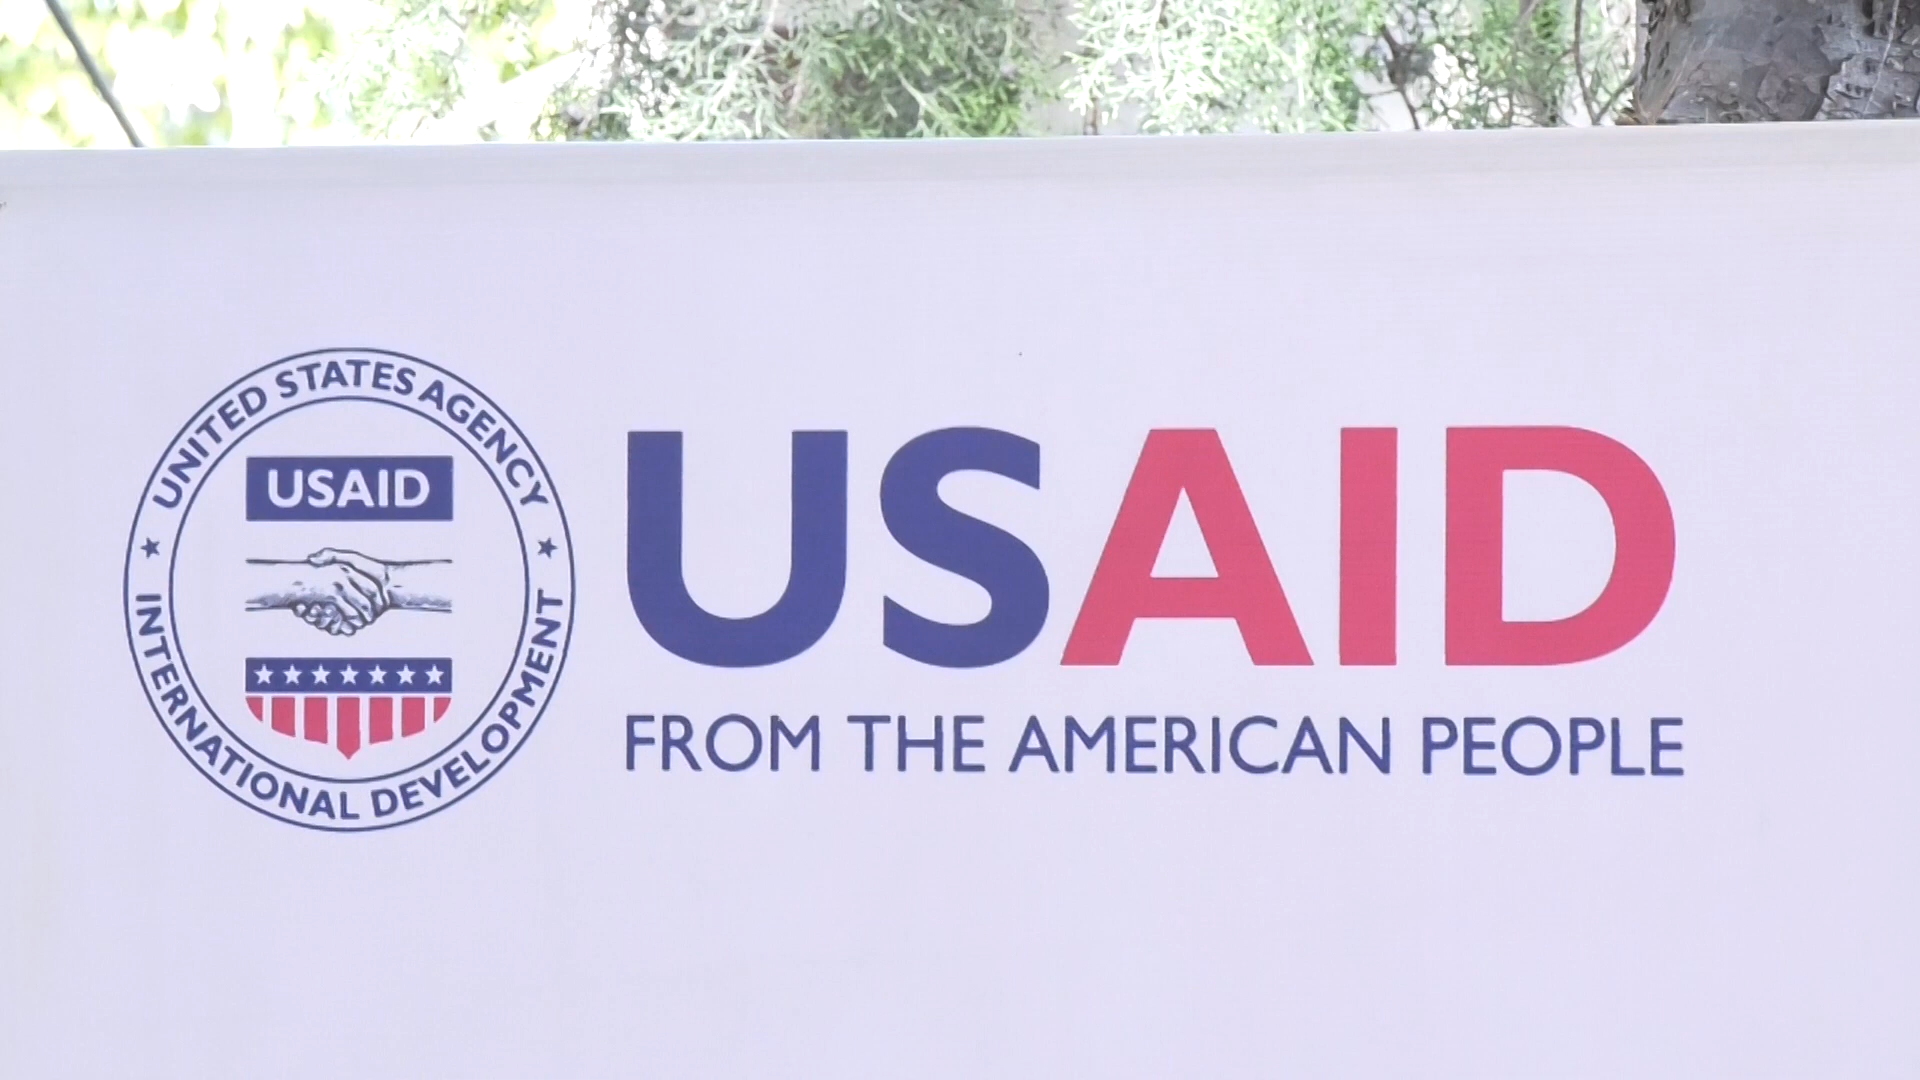 UNITED STATES AGENCY
USAID
INTERNATIONAL DEVELOPMENT
USAID
FROM THE AMERICAN PEOPLE